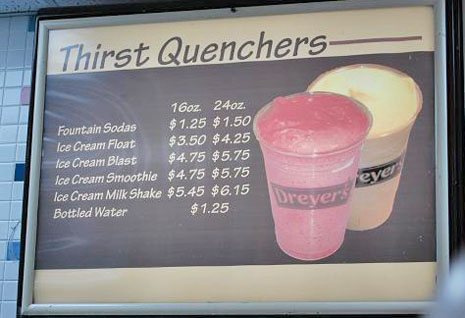 Thirst Quenchers
16oz. 24oz.
Fountain Sodas $1.25 $1.50
Ice Cream Float $3.50 $4.25
Ice Cream Blast $4.75 $5.75
Ice Cream Smoothie $4.75 $5.75
Ice Cream Milk Shake $5.45 $6.15
Bottled Water $1.25
Dreyer's
eyer